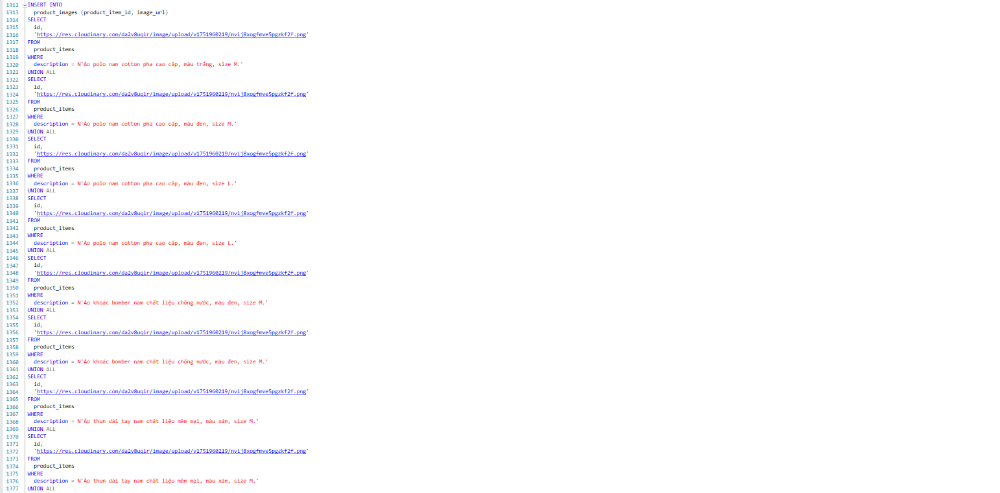 1312 INSERT INTO
1313 product_images (product_item_id, image_url)
1314 SELECT
1315 id,
1316 'https://res.cloudinary.com/da2v8uqir/image/upload/v1751960219/nvij8xogfmve5pgzkf2f.png'
1317 FROM
1318 product_items
1319 WHERE
1320 description = N'Áo polo nam cotton pha cao cấp, màu trắng, size M.'
1321 UNION ALL
1322 SELECT
1323 id,
1324 'https://res.cloudinary.com/da2v8uqir/image/upload/v1751960219/nvij8xogfmve5pgzkf2f.png'
1325 FROM
1326 product_items
1327 WHERE
1328 description = N'Áo polo nam cotton pha cao cấp, màu đen, size M.'
1329 UNION ALL
1330 SELECT
1331 id,
1332 'https://res.cloudinary.com/da2v8uqir/image/upload/v1751960219/nvij8xogfmve5pgzkf2f.png'
1333 FROM
1334 product_items
1335 WHERE
1336 description = N'Áo polo nam cotton pha cao cấp, màu đen, size L.'
1337 UNION ALL
1338 SELECT
1339 id,
1340 'https://res.cloudinary.com/da2v8uqir/image/upload/v1751960219/nvij8xogfmve5pgzkf2f.png'
1341 FROM
1342 product_items
1343 WHERE
1344 description = N'Áo polo nam cotton pha cao cấp, màu đen, size L.'
1345 UNION ALL
1346 SELECT
1347 id,
1348 'https://res.cloudinary.com/da2v8uqir/image/upload/v1751960219/nvij8xogfmve5pgzkf2f.png'
1349 FROM
1350 product_items
1351 WHERE
1352 description = N'Áo khoác bomber nam chất liệu chống nước, màu đen, size M.'
1353 UNION ALL
1354 SELECT
1355 id,
1356 'https://res.cloudinary.com/da2v8uqir/image/upload/v1751960219/nvij8xogfmve5pgzkf2f.png'
1357 FROM
1358 product_items
1359 WHERE
1360 description = N'Áo khoác bomber nam chất liệu chống nước, màu đen, size M.'
1361 UNION ALL
1362 SELECT
1363 id,
1364 'https://res.cloudinary.com/da2v8uqir/image/upload/v1751960219/nvij8xogfmve5pgzkf2f.png'
1365 FROM
1366 product_items
1367 WHERE
1368 description = N'Áo thun dài tay nam chất liệu mềm mại, màu xám, size M.'
1369 UNION ALL
1370 SELECT
1371 id,
1372 'https://res.cloudinary.com/da2v8uqir/image/upload/v1751960219/nvij8xogfmve5pgzkf2f.png'
1373 FROM
1374 product_items
1375 WHERE
1376 description = N'Áo thun dài tay nam chất liệu mềm mại, màu xám, size M.'
1377 UNION ALL